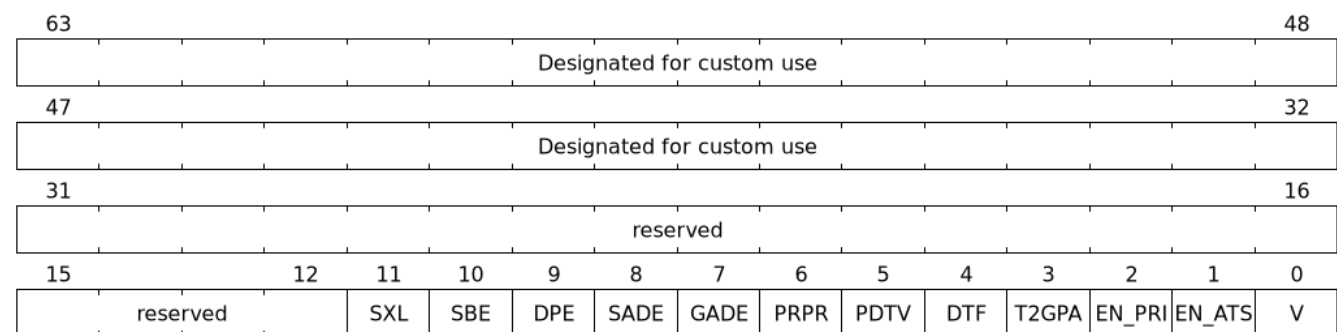 63 48
Designated for custom use
47 32
Designated for custom use
31 16
reserved
15 12 11 10 9 8 7 6 5 4 3 2 1 0
reserved SXL SBE DPE SADE GADE PRPR PDTV DTF T2GPA EN_PRI EN_ATS V